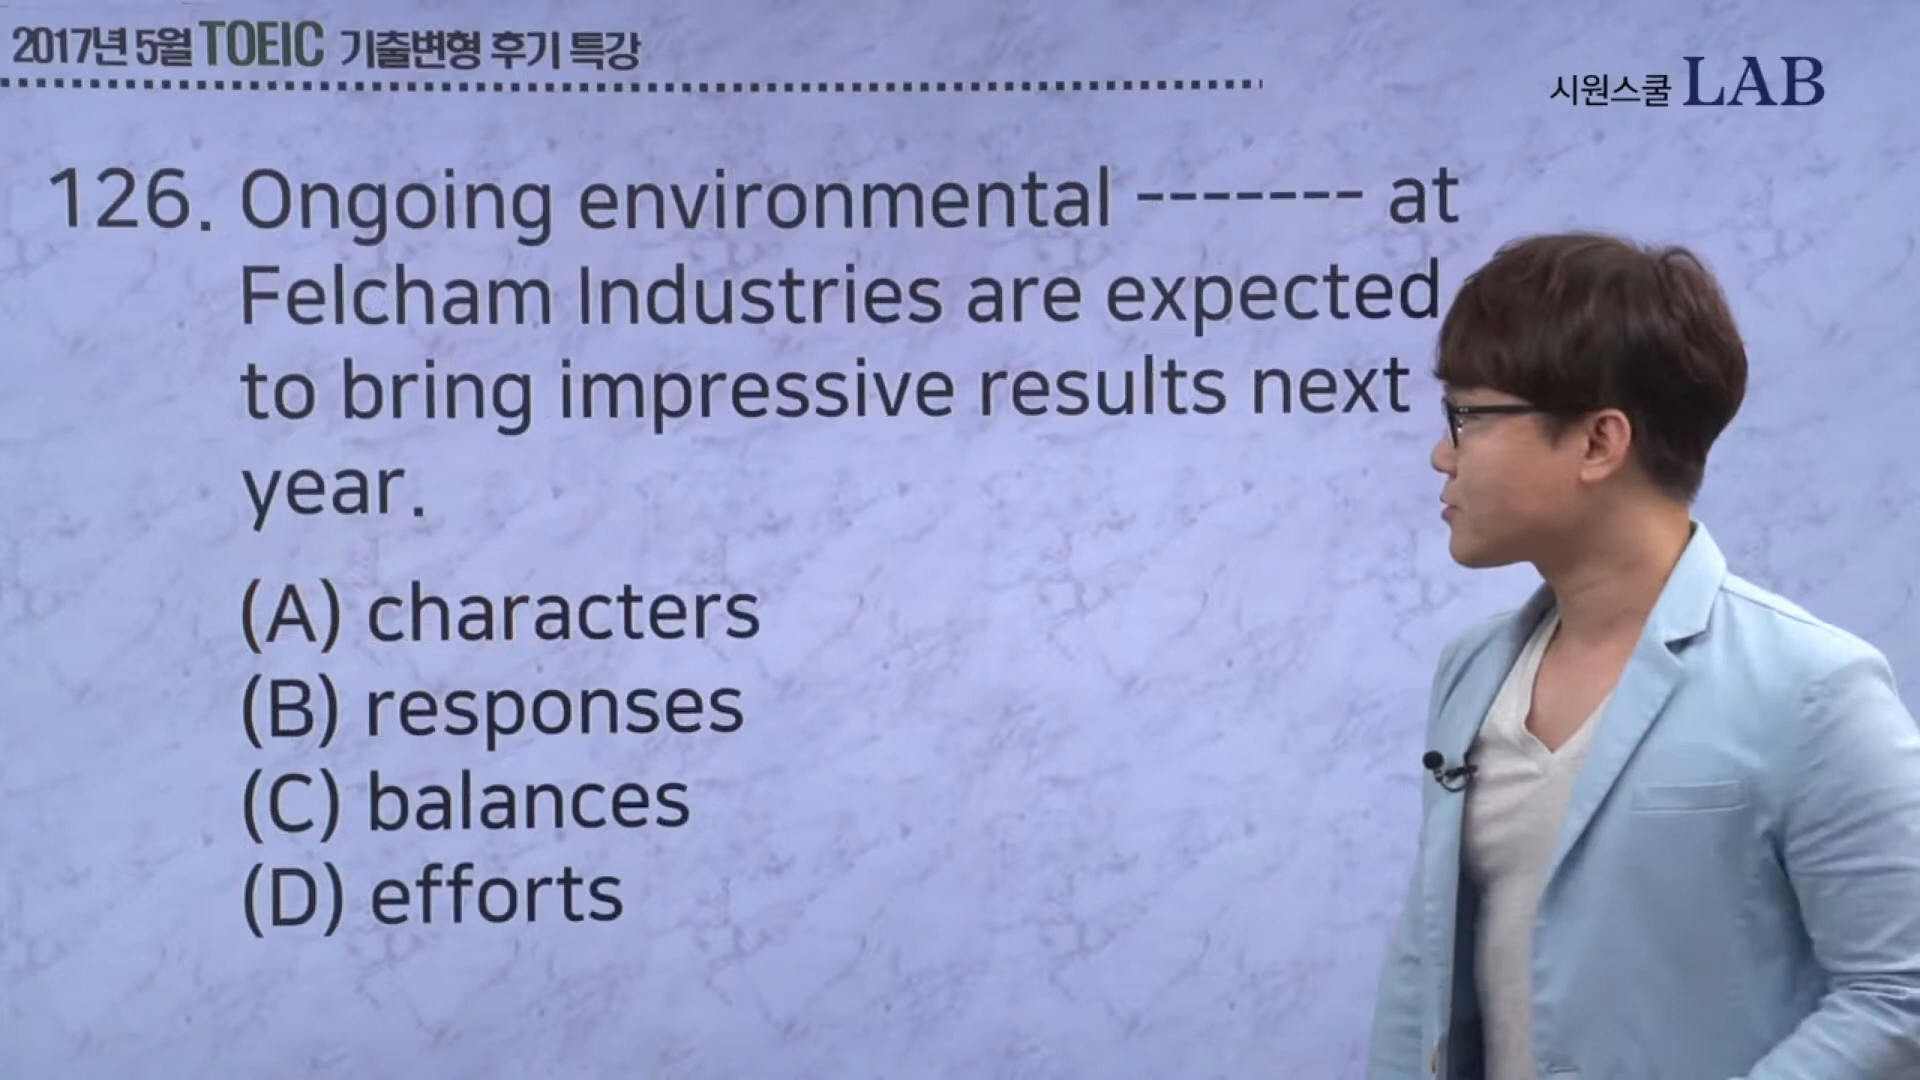 2017년 5월 TOEIC 기출변형 후기 특강
시원스쿨 LAB
126. Ongoing environmental ------- at
Felcham Industries are expected
to bring impressive results next
year.
(A) characters
(B) responses
(C) balances
(D) efforts